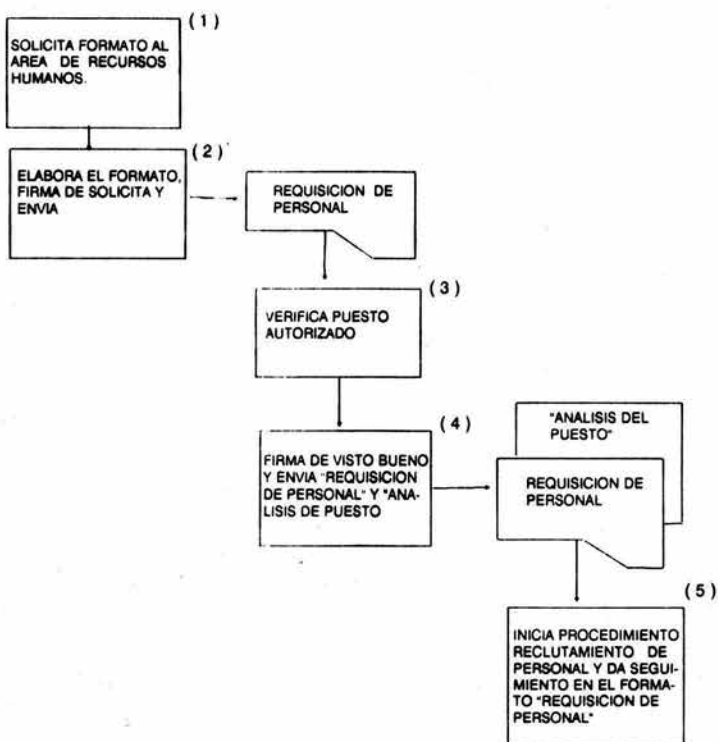 (1)
SOLICITA FORMATO AL
AREA DE RECURSOS
HUMANOS.
(2)
ELABORA EL FORMATO,
FIRMA DE SOLICITA Y
ENVIA
REQUISICION DE
PERSONAL
(3)
VERIFICA PUESTO
AUTORIZADO
(4)
FIRMA DE VISTO BUENO
Y ENVIA "REQUISICION
DE PERSONAL" Y "ANA-
LISIS DE PUESTO
"ANALISIS DEL
PUESTO"
REQUISICION DE
PERSONAL
(5)
INICIA PROCEDIMIENTO
RECLUTAMIENTO DE
PERSONAL Y DA SEGUI-
MIENTO EN EL FORMA-
TO "REQUISICION DE
PERSONAL"